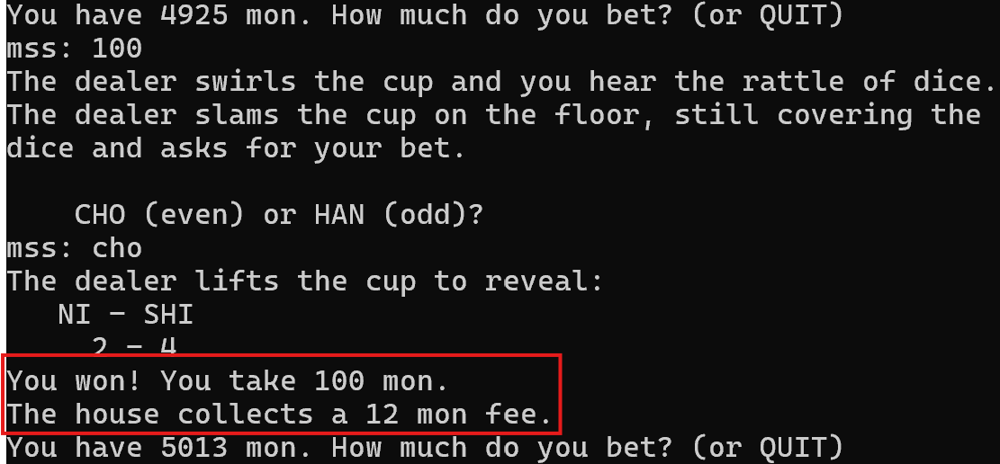 You have 4925 mon. How much do you bet? (or QUIT)
mss: 100
The dealer swirls the cup and you hear the rattle of dice.
The dealer slams the cup on the floor, still covering the
dice and asks for your bet.
CHO (even) or HAN (odd)?
mss: cho
The dealer lifts the cup to reveal:
NI - SHI
2 - 4
You won! You take 100 mon.
The house collects a 12 mon fee.
You have 5013 mon. How much do you bet? (or QUIT)